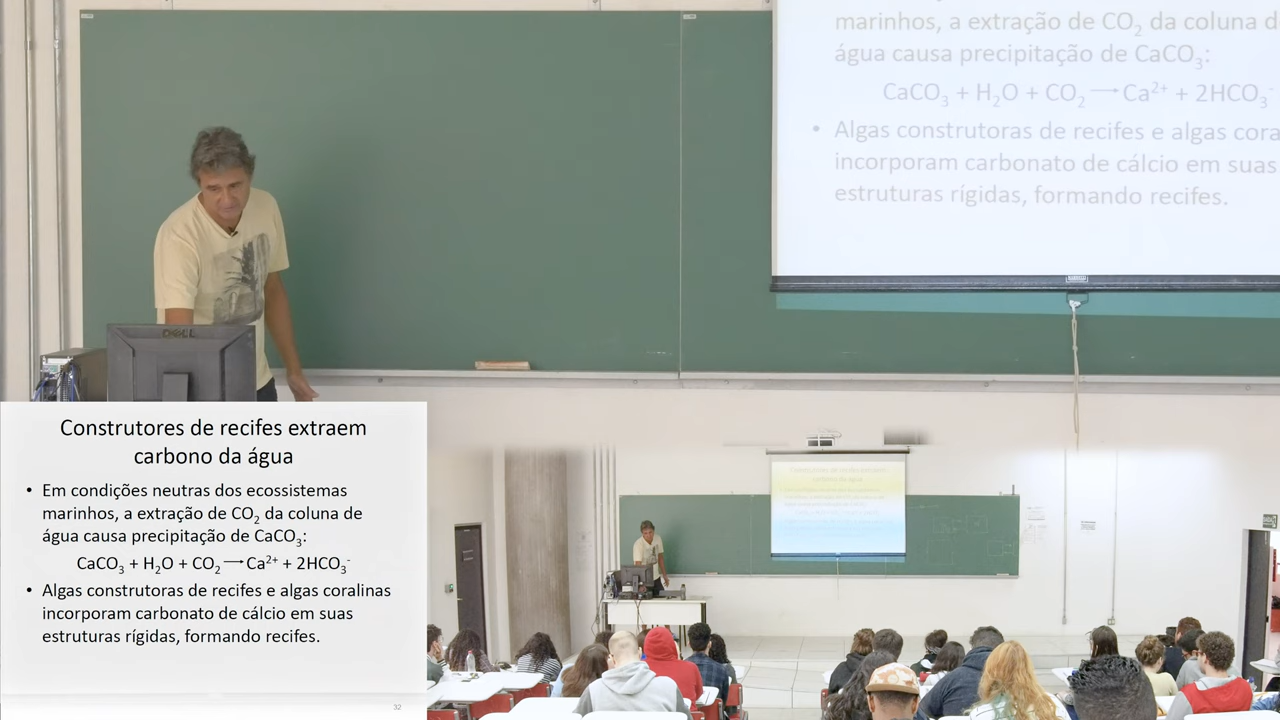 marinhos, a extração de CO₂ da coluna d
água causa precipitação de CaCO₃:
CaCO₃ + H₂O + CO₂ → Ca²⁺ + 2HCO₃⁻
• Algas construtoras de recifes e algas cora
incorporam carbonato de cálcio em suas
estruturas rígidas, formando recifes.
DELL
Construtores de recifes extraem
carbono da água
• Em condições neutras dos ecossistemas
marinhos, a extração de CO₂ da coluna de
água causa precipitação de CaCO₃:
CaCO₃ + H₂O + CO₂ → Ca²⁺ + 2HCO₃⁻
• Algas construtoras de recifes e algas coralinas
incorporam carbonato de cálcio em suas
estruturas rígidas, formando recifes.
32